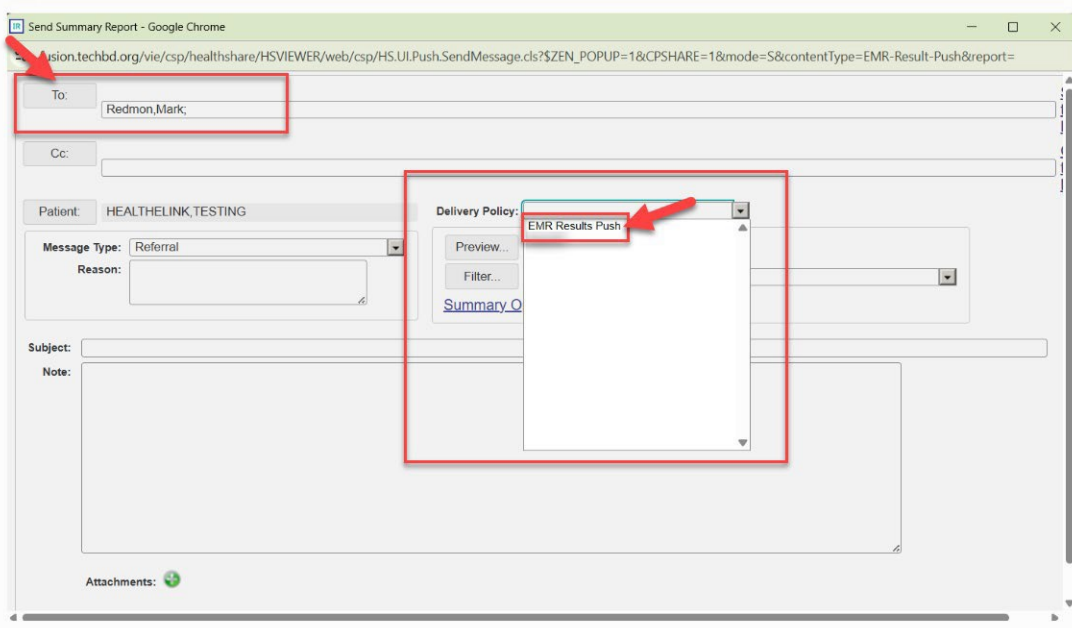 Send Summary Report - Google Chrome
usion.techbd.org/vie/csp/healthshare/HSVIEWER/web/csp/HS.UI.Push.SendMessage.cls?$ZEN_POPUP=1&CPSHARE=1&mode=S&contentType=EMR-Result-Push&report=
To:
Redmon,Mark;
Cc:
Patient: HEALTHELINK,TESTING
Delivery Policy:
EMR Results Push
Message Type: Referral
Reason:
Preview...
Filter...
Summary O
Subject:
Note:
Attachments: